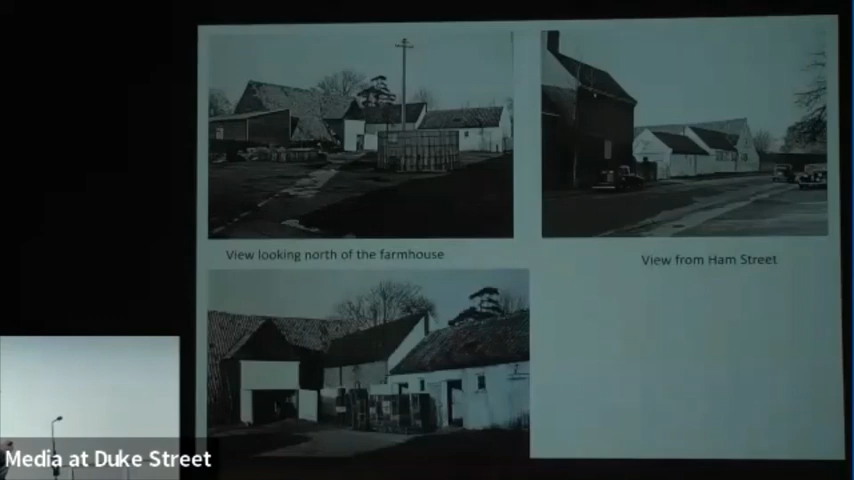 View looking north of the farmhouse
View from Ham Street
Media at Duke Street